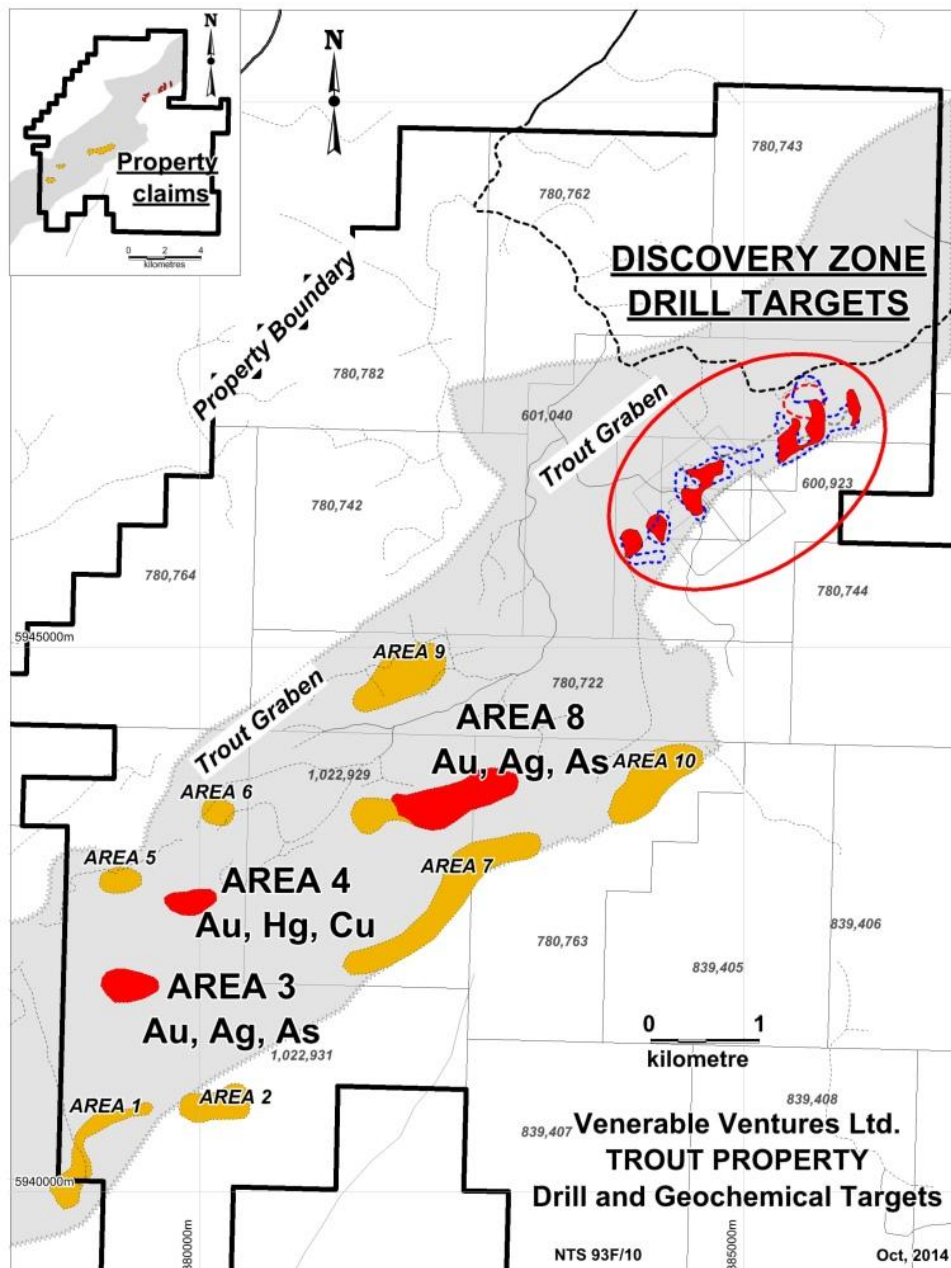 N
N
Property
claims
0 2 4
kilometres
780,743
780,762
DISCOVERY ZONE
DRILL TARGETS
Property Boundary
780,782
601,040
Trout Graben
600,923
780,742
780,764
780,744
5945000m
AREA 9
780,722
Trout Graben
AREA 8
Au, Ag, As
AREA 10
1,022,929
AREA 6
AREA 5
AREA 7
AREA 4
Au, Hg, Cu
839,406
780,763
839,405
AREA 3
Au, Ag, As
0 1
kilometre
1,022,931
AREA 1
AREA 2
839,408
839,407
Venerable Ventures Ltd.
TROUT PROPERTY
Drill and Geochemical Targets
5940000m
380000m
385000m
NTS 93F/10
Oct, 2014